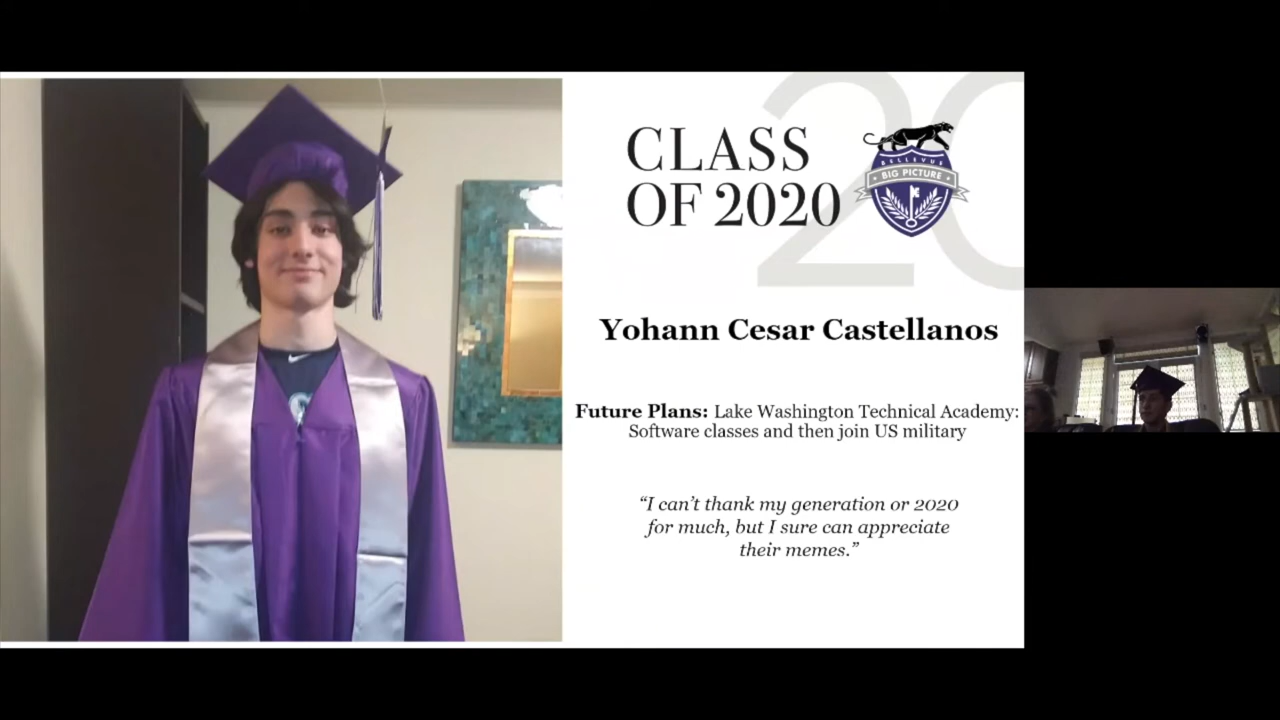 20
CLASS
OF 2020
BELLEVUE
BIG PICTURE
Yohann Cesar Castellanos
Future Plans: Lake Washington Technical Academy:
Software classes and then join US military
“I can’t thank my generation or 2020
for much, but I sure can appreciate
their memes.”